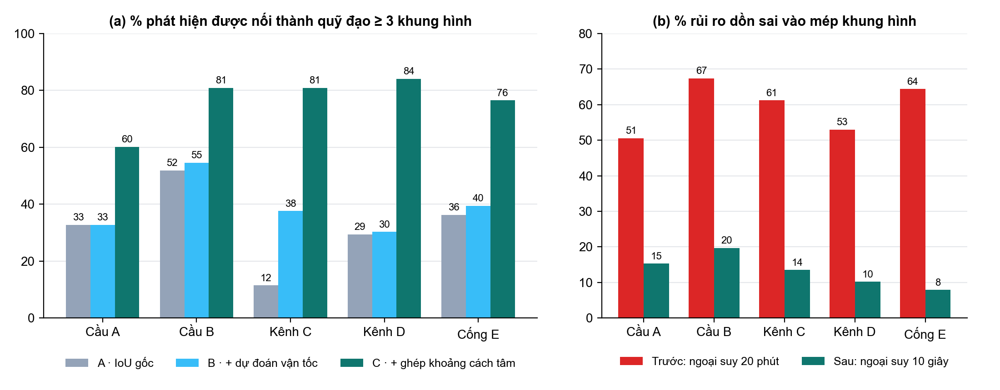 (a) % phát hiện được nối thành quỹ đạo ≥ 3 khung hình
100
80
60
40
20
0
33
33
60
52
55
81
12
38
81
29
30
84
36
40
76
Cầu A
Cầu B
Kênh C
Kênh D
Cống E
A · IoU gốc
B · + dự đoán vận tốc
C · + ghép khoảng cách tâm
(b) % rủi ro dồn sai vào mép khung hình
80
70
60
50
40
30
20
10
0
51
15
67
20
61
14
53
10
64
8
Cầu A
Cầu B
Kênh C
Kênh D
Cống E
Trước: ngoại suy 20 phút
Sau: ngoại suy 10 giây